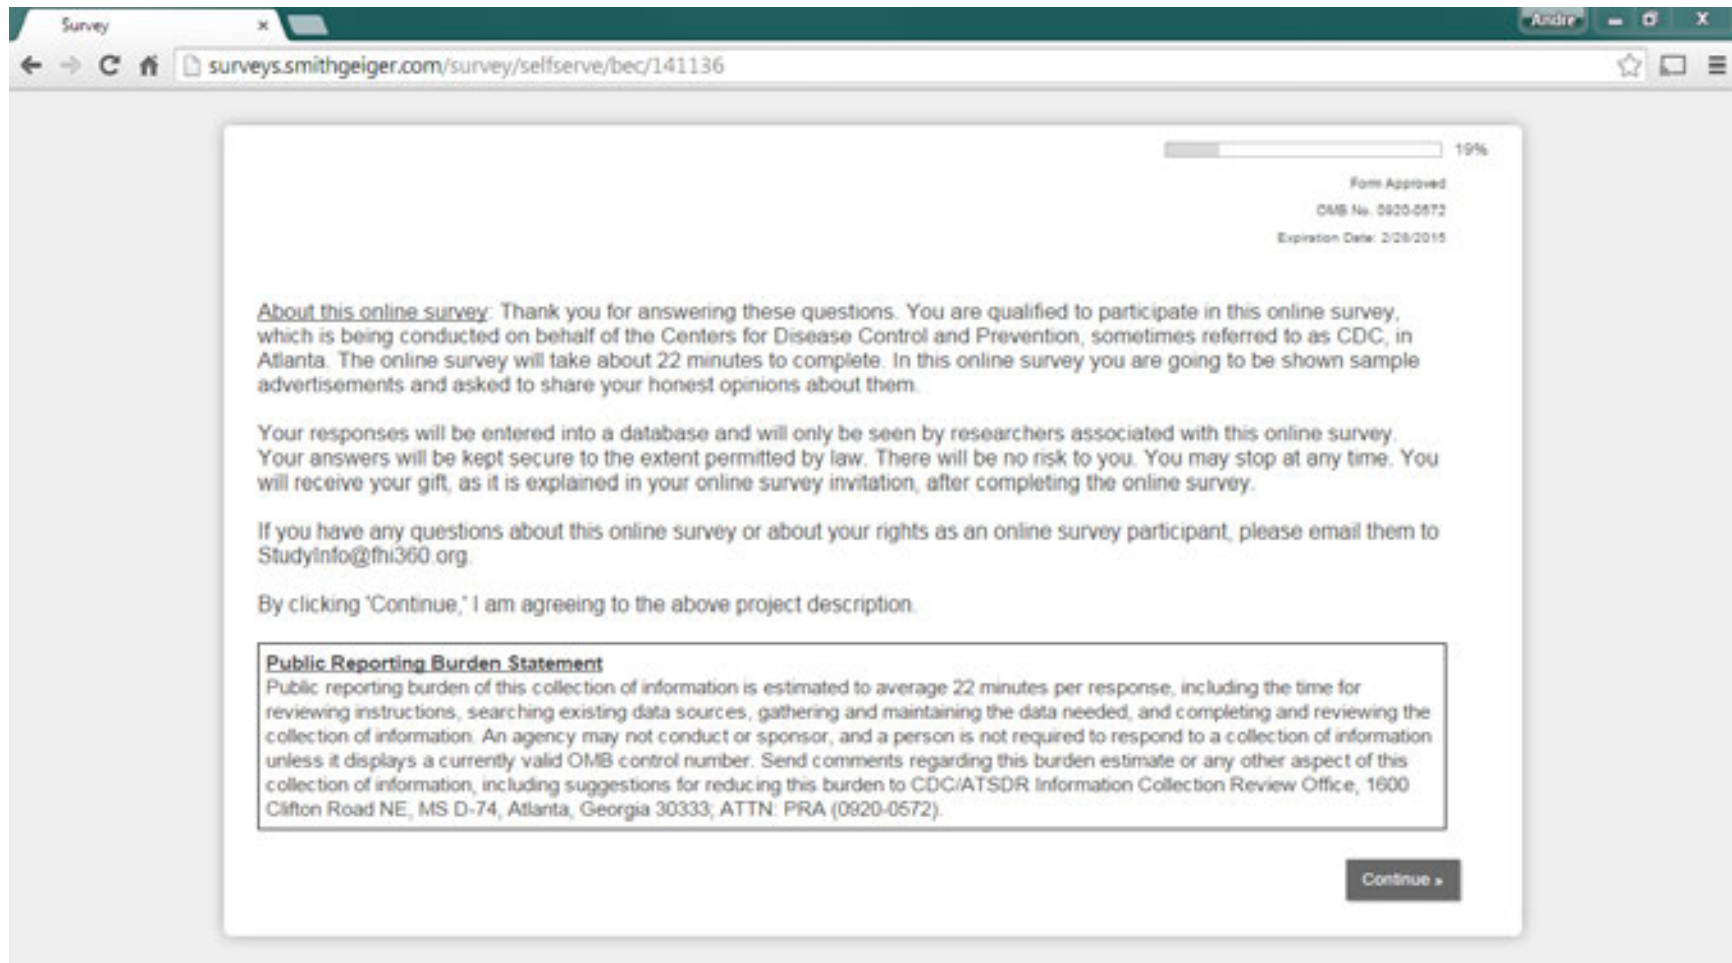 Survey
Andre
surveys.smithgeiger.com/survey/selfserve/bec/141136
19%
Form Approved
OMB No. 0920-0572
Expiration Date: 2/28/2015
About this online survey: Thank you for answering these questions. You are qualified to participate in this online survey,
which is being conducted on behalf of the Centers for Disease Control and Prevention, sometimes referred to as CDC, in
Atlanta. The online survey will take about 22 minutes to complete. In this online survey you are going to be shown sample
advertisements and asked to share your honest opinions about them.
Your responses will be entered into a database and will only be seen by researchers associated with this online survey.
Your answers will be kept secure to the extent permitted by law. There will be no risk to you. You may stop at any time. You
will receive your gift, as it is explained in your online survey invitation, after completing the online survey.
If you have any questions about this online survey or about your rights as an online survey participant, please email them to
StudyInfo@fhi360.org.
By clicking 'Continue,' I am agreeing to the above project description.
Public Reporting Burden Statement
Public reporting burden of this collection of information is estimated to average 22 minutes per response, including the time for
reviewing instructions, searching existing data sources, gathering and maintaining the data needed, and completing and reviewing the
collection of information. An agency may not conduct or sponsor, and a person is not required to respond to a collection of information
unless it displays a currently valid OMB control number. Send comments regarding this burden estimate or any other aspect of this
collection of information, including suggestions for reducing this burden to CDC/ATSDR Information Collection Review Office, 1600
Clifton Road NE, MS D-74, Atlanta, Georgia 30333; ATTN: PRA (0920-0572).
Continue »